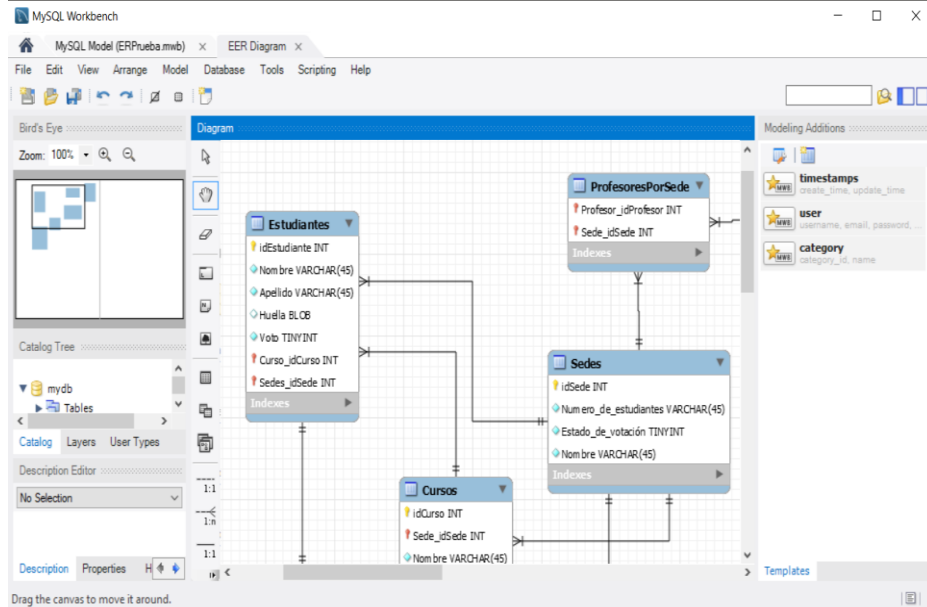 MySQL Workbench
MySQL Model (ERPrueba.mwb) × EER Diagram ×
File Edit View Arrange Model Database Tools Scripting Help
Bird's Eye
Zoom: 100%
Catalog Tree
mydb
Tables
Catalog Layers User Types
Description Editor
No Selection
Description Properties H
Diagram
1:1
1:n
1:1
Estudiantes
idEstudiante INT
Nombre VARCHAR(45)
Apellido VARCHAR(45)
Huella BLOB
Voto TINYINT
Curso_idCurso INT
Sedes_idSede INT
Indexes
ProfesoresPorSede
Profesor_idProfesor INT
Sede_idSede INT
Indexes
Sedes
idSede INT
Numero_de_estudiantes VARCHAR(45)
Estado_de_votación TINYINT
Nombre VARCHAR(45)
Indexes
Cursos
idCurso INT
Sede_idSede INT
Nombre VARCHAR(45)
Modeling Additions
timestamps
create_time, update_time
user
username, email, password, ...
category
category_id, name
Templates
Drag the canvas to move it around.